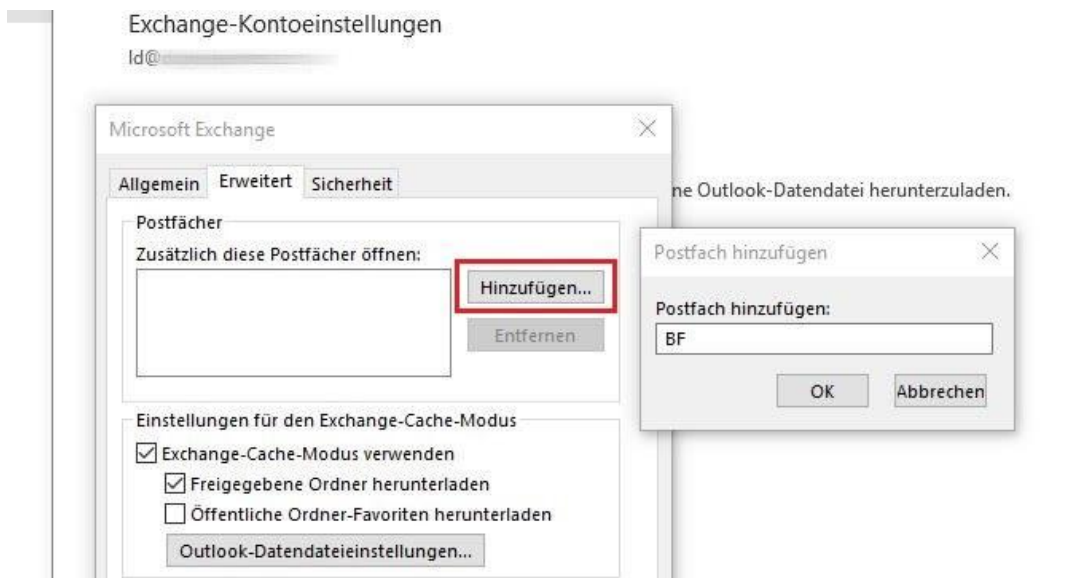 Exchange-Kontoeinstellungen
ld@
Microsoft Exchange
Allgemein Erweitert Sicherheit
ne Outlook-Datendatei herunterzuladen.
Postfächer
Zusätzlich diese Postfächer öffnen:
Hinzufügen...
Entfernen
Postfach hinzufügen
Postfach hinzufügen:
BF
OK Abbrechen
Einstellungen für den Exchange-Cache-Modus
Exchange-Cache-Modus verwenden
Freigegebene Ordner herunterladen
Öffentliche Ordner-Favoriten herunterladen
Outlook-Datendateieinstellungen...